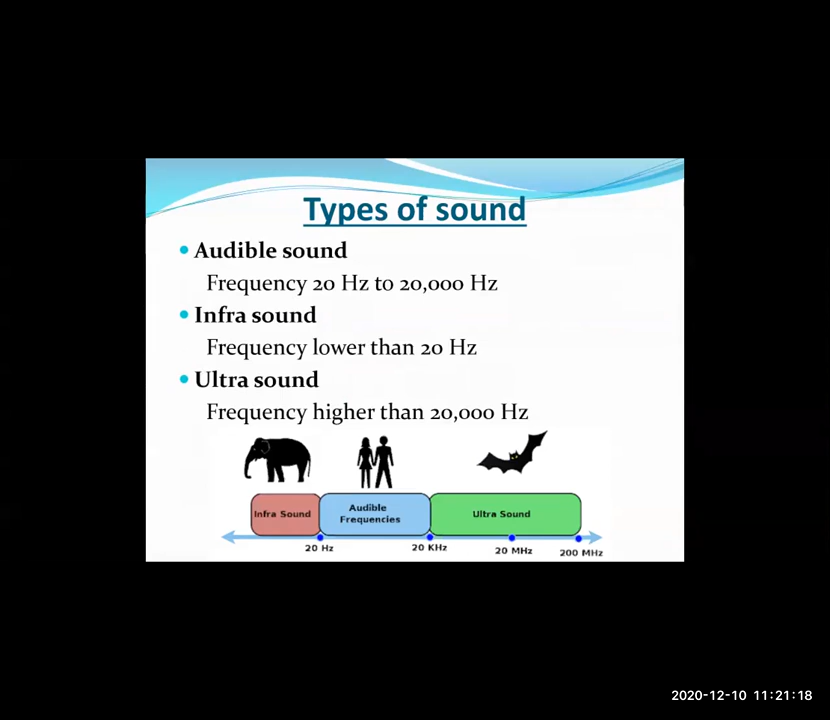 Types of sound
Audible sound
Frequency 20 Hz to 20,000 Hz
Infra sound
Frequency lower than 20 Hz
Ultra sound
Frequency higher than 20,000 Hz
Infra Sound
Audible
Frequencies
Ultra Sound
20 Hz
20 KHz
20 MHz
200 MHz
2020-12-10 11:21:18